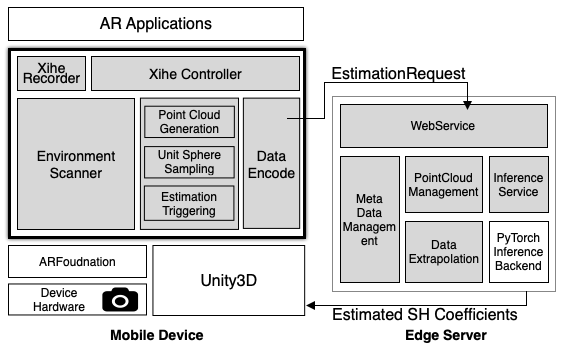 AR Applications
Xihe
Recorder
Xihe Controller
Environment
Scanner
Point Cloud
Generation
Unit Sphere
Sampling
Estimation
Triggering
Data
Encode
ARFoudnation
Device
Hardware
Unity3D
Mobile Device
EstimationRequest
WebService
Meta
Data
Managem
ent
PointCloud
Management
Inference
Service
Data
Extrapolation
PyTorch
Inference
Backend
Estimated SH Coefficients
Edge Server